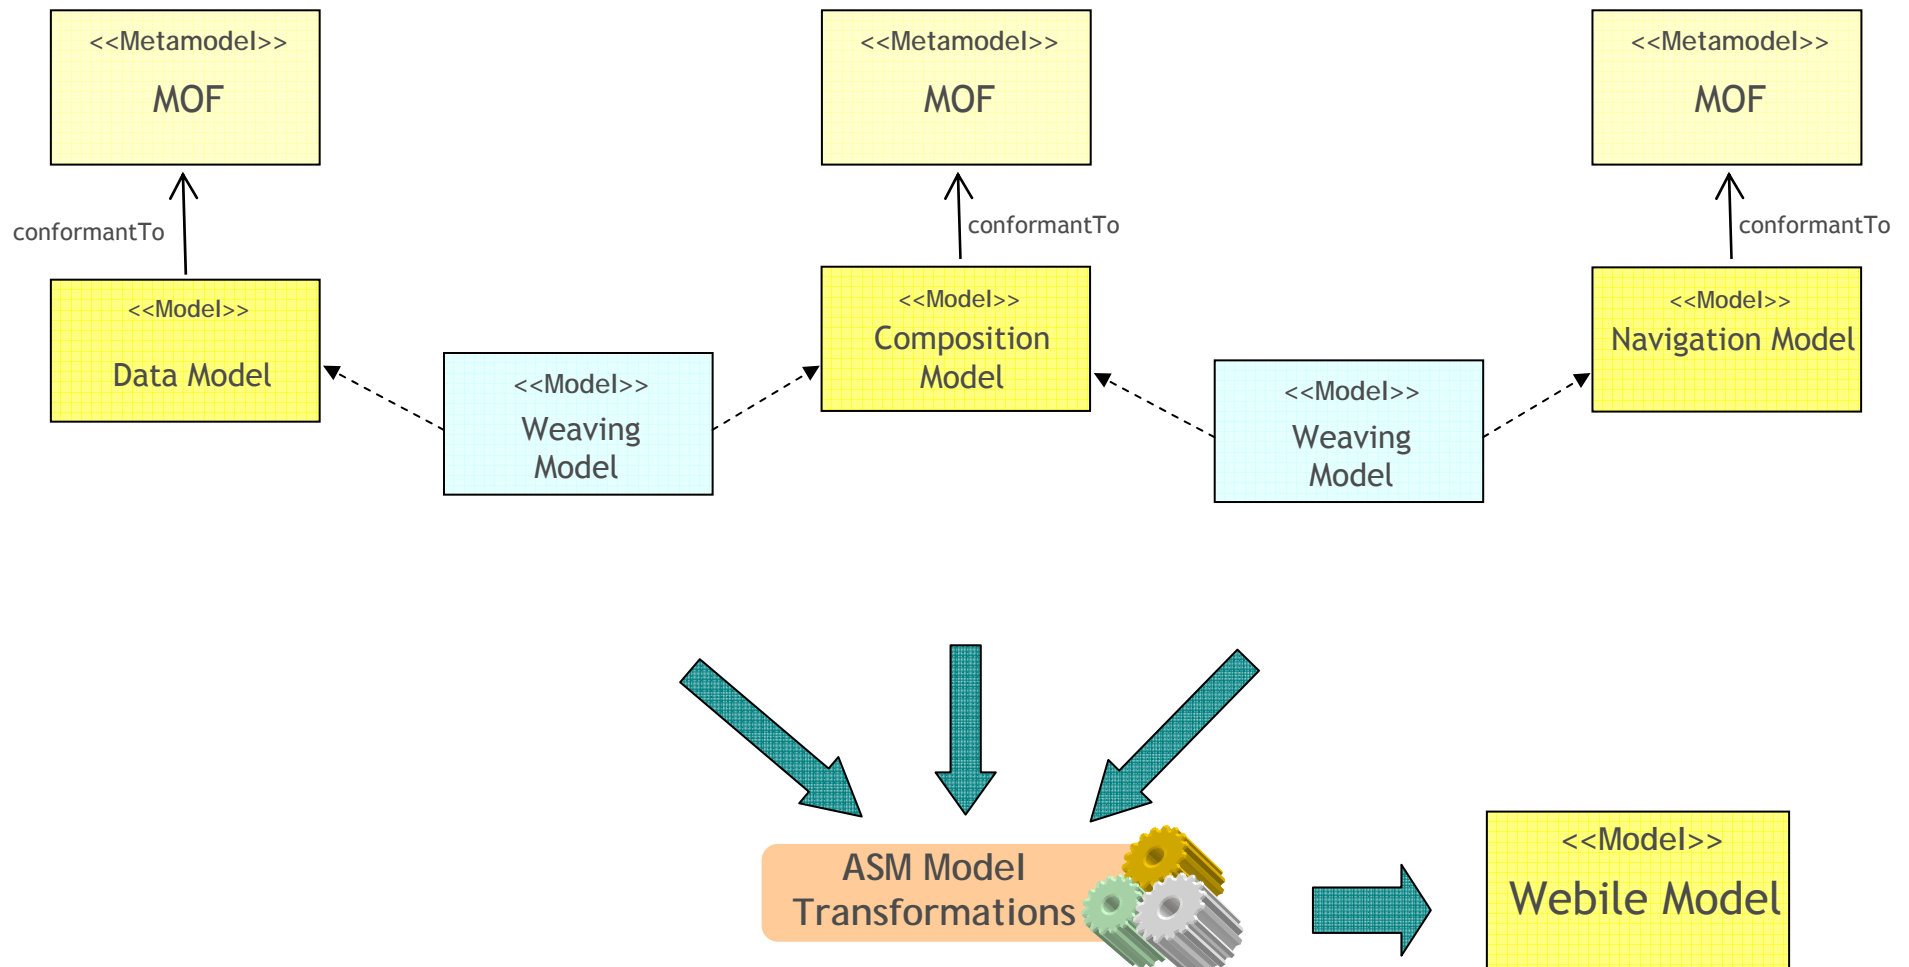 <<Metamodel>>
MOF
<<Metamodel>>
MOF
<<Metamodel>>
MOF
conformantTo
conformantTo
conformantTo
<<Model>>
Data Model
<<Model>>
Weaving
Model
<<Model>>
Composition
Model
<<Model>>
Weaving
Model
<<Model>>
Navigation Model
ASM Model
Transformations
<<Model>>
Webile Model